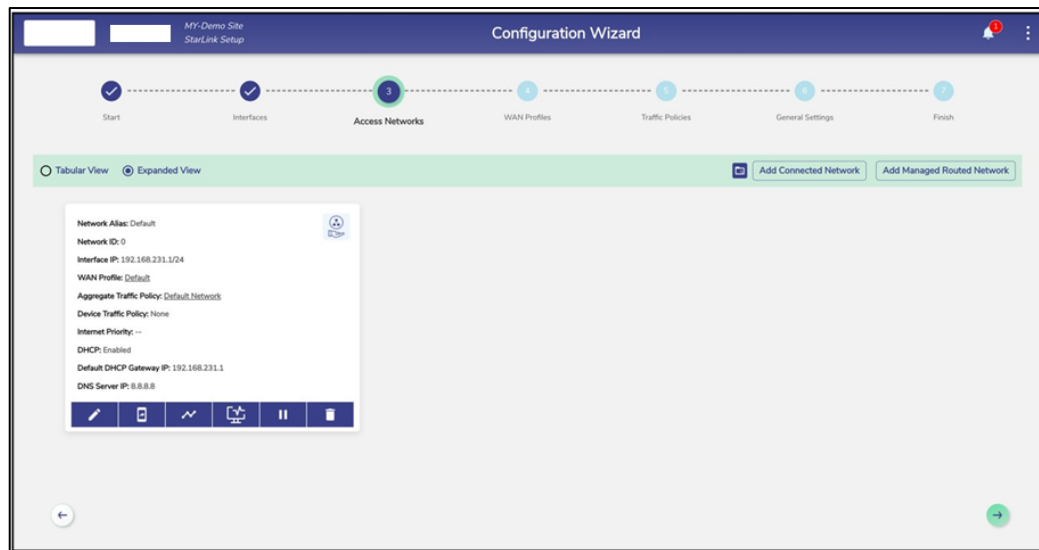 MY-Demo Site
StarLink Setup
Configuration Wizard
1
3
4
5
6
7
Start
Interfaces
Access Networks
WAN Profiles
Traffic Policies
General Settings
Finish
Tabular View
Expanded View
Add Connected Network
Add Managed Routed Network
Network Alias: Default
Network ID: 0
Interface IP: 192.168.231.1/24
WAN Profile: Default
Aggregate Traffic Policy: Default Network
Device Traffic Policy: None
Internet Priority: --
DHCP: Enabled
Default DHCP Gateway IP: 192.168.231.1
DNS Server IP: 8.8.8.8